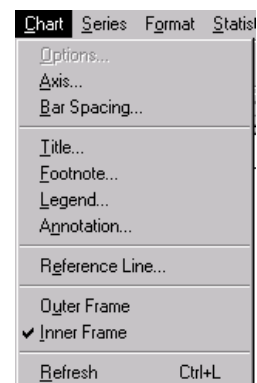 Chart Series Format Statis
Options...
Axis...
Bar Spacing...
Title...
Footnote...
Legend...
Annotation...
Reference Line...
Outer Frame
✓ Inner Frame
Refresh Ctrl+L